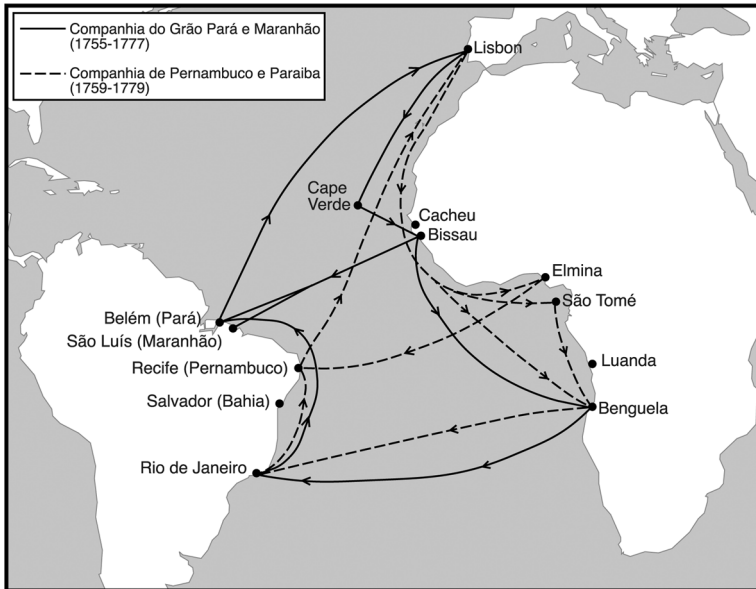 Companhia do Grão Pará e Maranhão
(1755-1777)
Companhia de Pernambuco e Paraiba
(1759-1779)
Lisbon
Cape
Verde
Cacheu
Bissau
Elmina
São Tomé
Belém (Pará)
São Luís (Maranhão)
Recife (Pernambuco)
Luanda
Salvador (Bahia)
Benguela
Rio de Janeiro